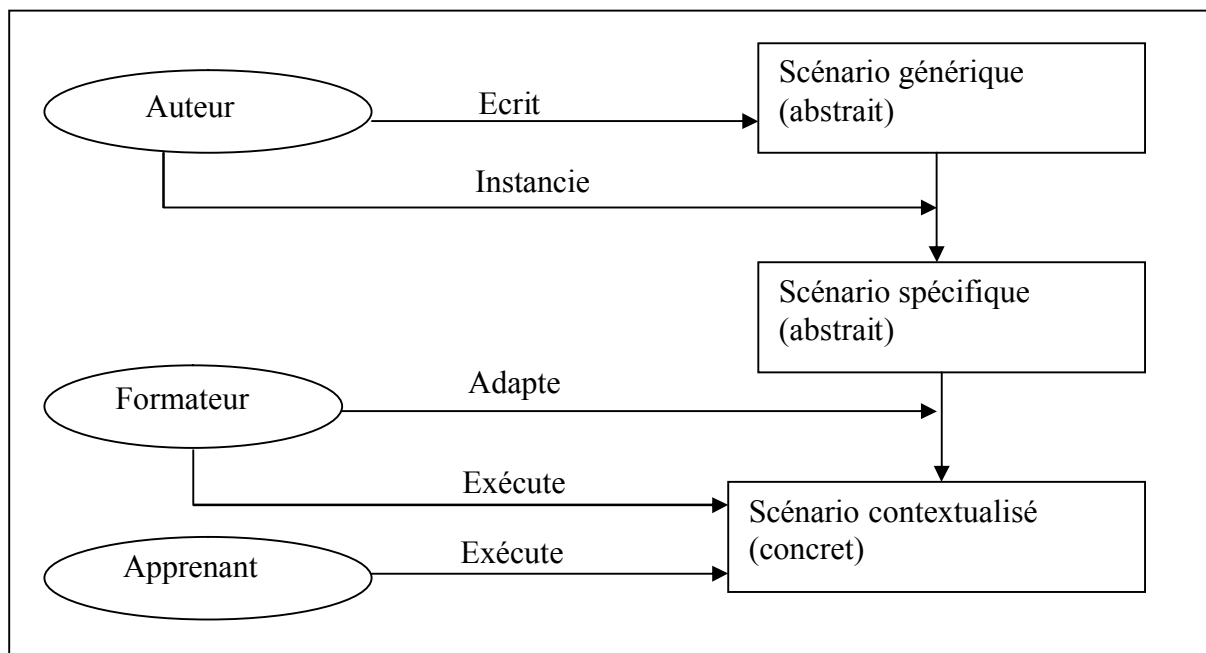 Auteur
Ecrit
Scénario générique
(abstrait)
Instancie
Scénario spécifique
(abstrait)
Formateur
Adapte
Exécute
Scénario contextualisé
(concret)
Apprenant
Exécute